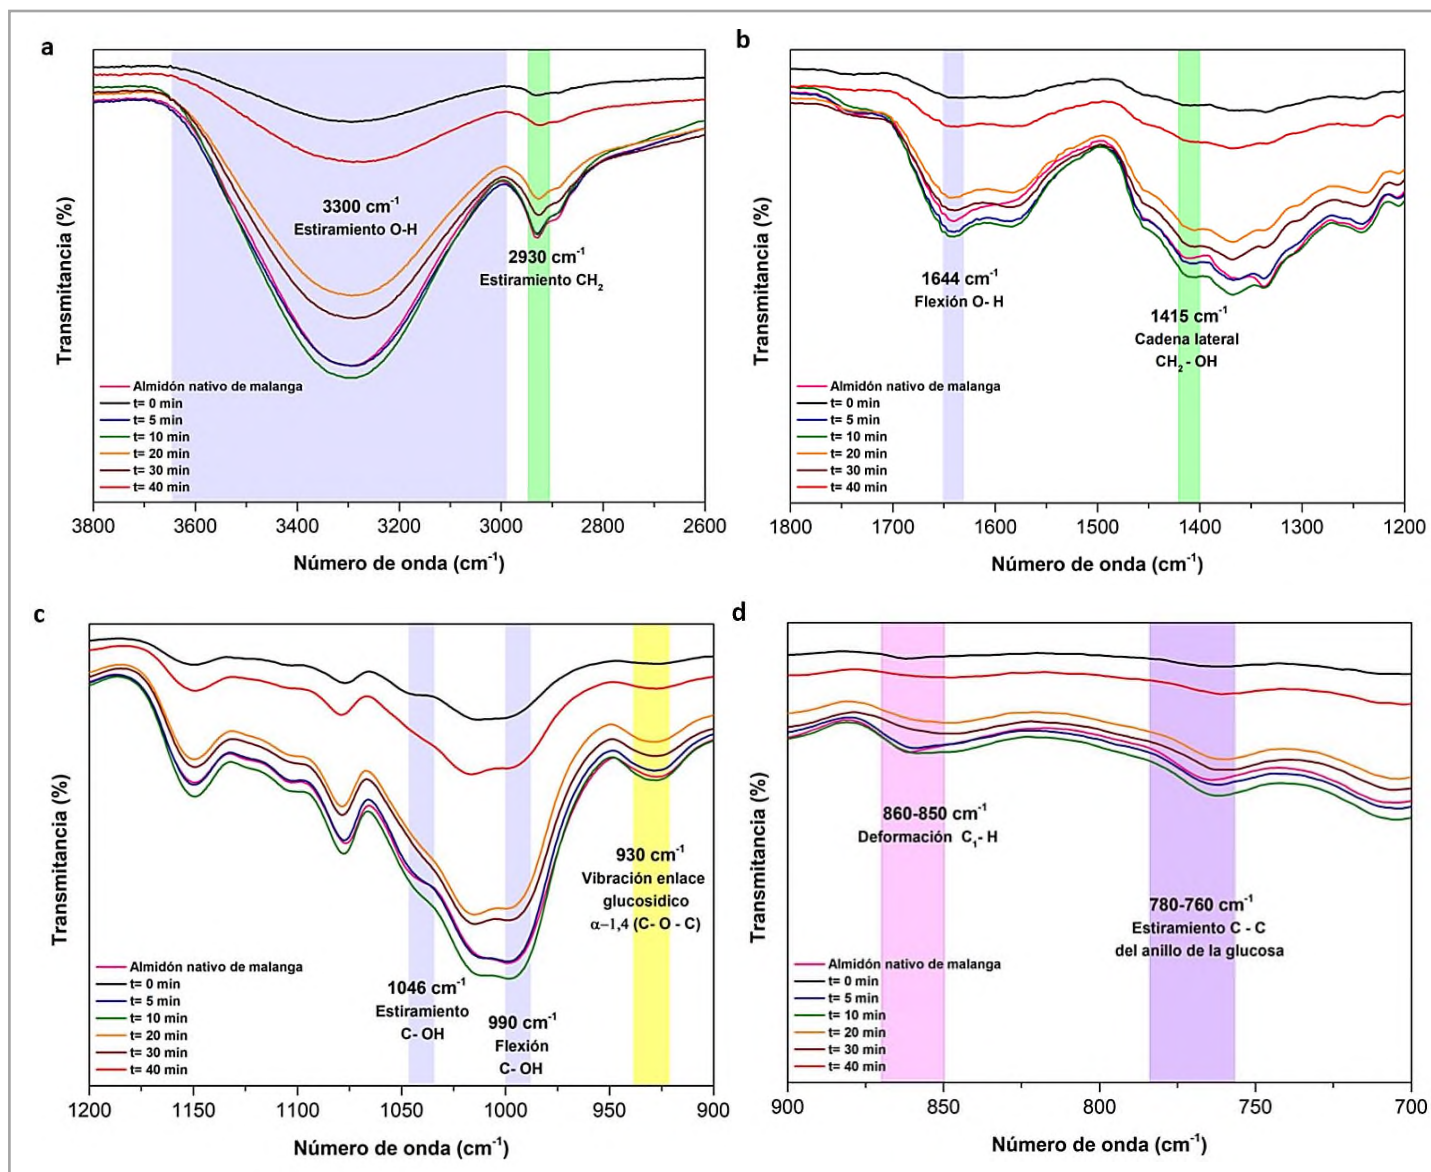 a
Transmitancia (%)
3300 cm-1
Estiramiento O-H
2930 cm-1
Estiramiento CH2
Almidón nativo de malanga
t= 0 min
t= 5 min
t= 10 min
t= 20 min
t= 30 min
t= 40 min
3800 3600 3400 3200 3000 2800 2600
Número de onda (cm-1)
b
Transmitancia (%)
1644 cm-1
Flexión O- H
1415 cm-1
Cadena lateral
CH2 - OH
Almidón nativo de malanga
t= 0 min
t= 5 min
t= 10 min
t= 20 min
t= 30 min
t= 40 min
1800 1700 1600 1500 1400 1300 1200
Número de onda (cm-1)
c
Transmitancia (%)
930 cm-1
Vibración enlace
glucosidico
α−1,4 (C- O - C)
1046 cm-1
Estiramiento
C- OH
990 cm-1
Flexión
C- OH
Almidón nativo de malanga
t= 0 min
t= 5 min
t= 10 min
t= 20 min
t= 30 min
t= 40 min
1200 1150 1100 1050 1000 950 900
Número de onda (cm-1)
d
Transmitancia (%)
860-850 cm-1
Deformación C1- H
780-760 cm-1
Estiramiento C - C
del anillo de la glucosa
Almidón nativo de malanga
t= 0 min
t= 5 min
t= 10 min
t= 20 min
t= 30 min
t= 40 min
900 850 800 750 700
Número de onda (cm-1)